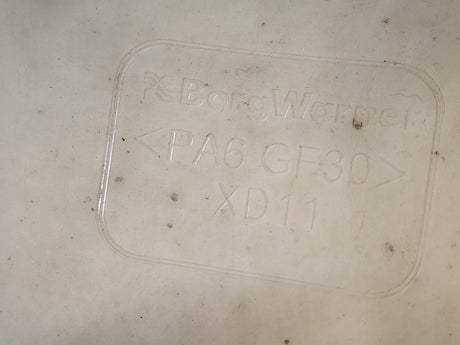 BorgWarner
<PA6 GF30>
XD11